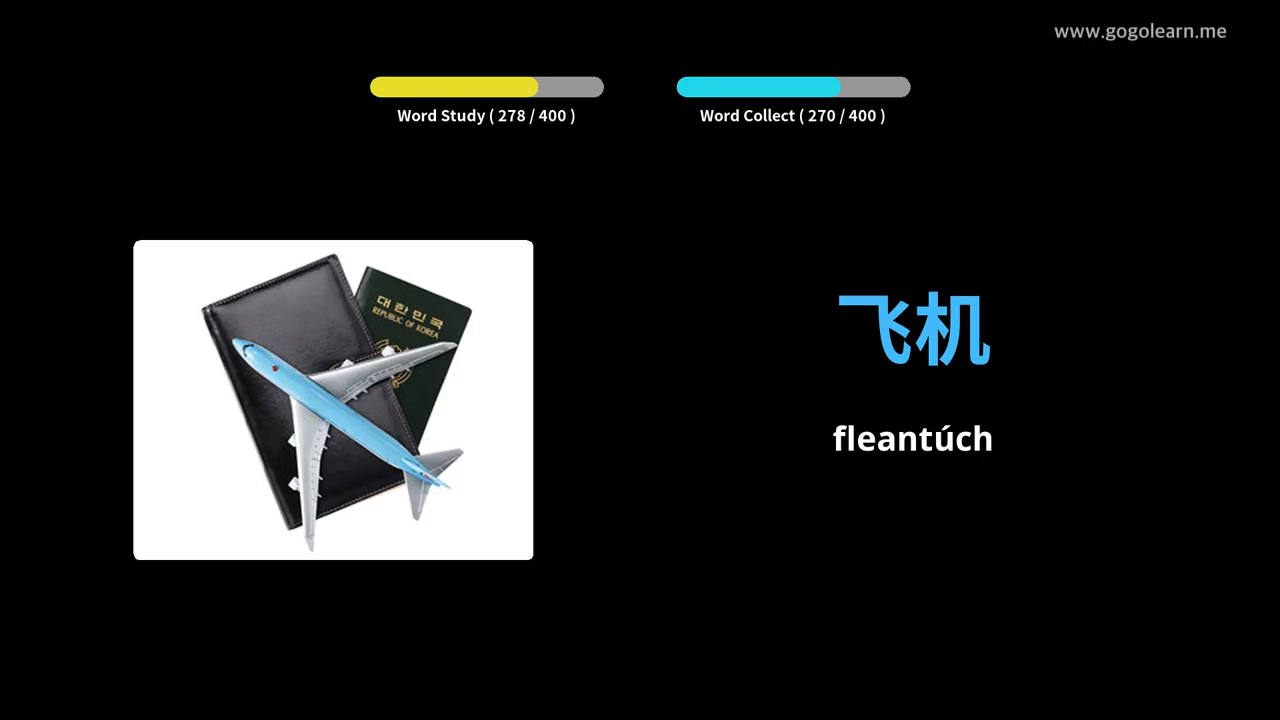 www.gogolearn.me
Word Study ( 278 / 400 )
Word Collect ( 270 / 400 )
대한민국
REPUBLIC OF KOREA
飞机
fleantúch